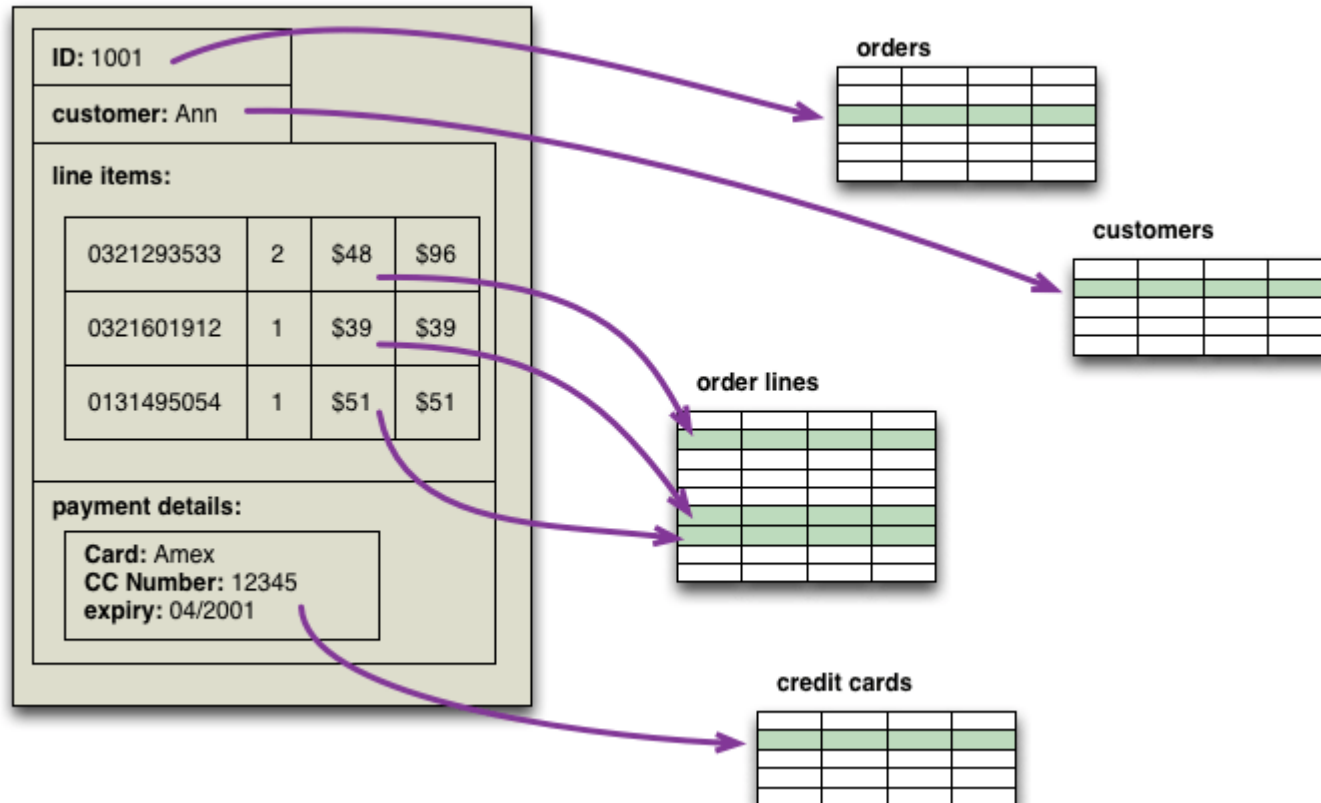 ID: 1001
customer: Ann
line items:
0321293533 2 $48 $96
0321601912 1 $39 $39
0131495054 1 $51 $51
payment details:
Card: Amex
CC Number: 12345
expiry: 04/2001
orders
customers
order lines
credit cards